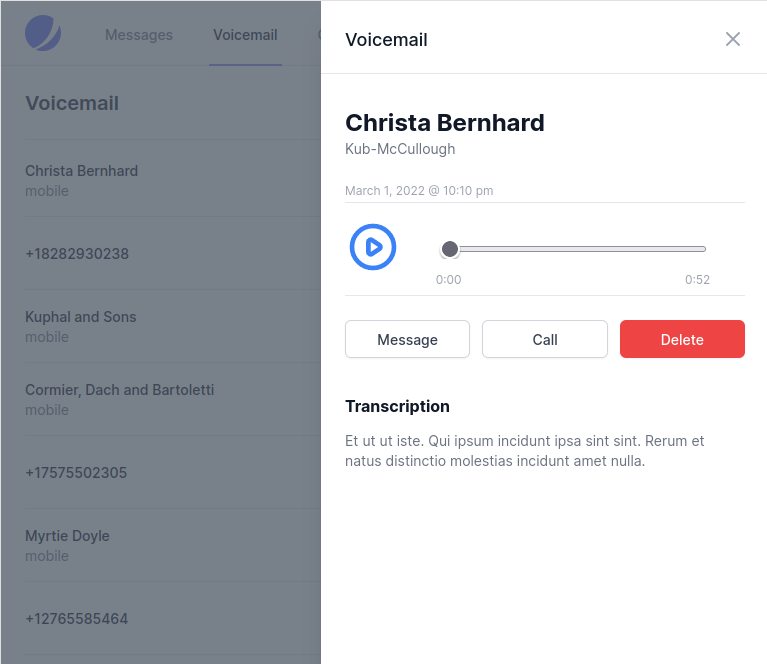 Messages
Voicemail
Voicemail
Christa Bernhard
mobile
+18282930238
Kuphal and Sons
mobile
Cormier, Dach and Bartoletti
mobile
+17575502305
Myrtie Doyle
mobile
+12765585464
Voicemail
Christa Bernhard
Kub-McCullough
March 1, 2022 @ 10:10 pm
0:00
0:52
Message
Call
Delete
Transcription
Et ut ut iste. Qui ipsum incidunt ipsa sint sint. Rerum et
natus distinctio molestias incidunt amet nulla.